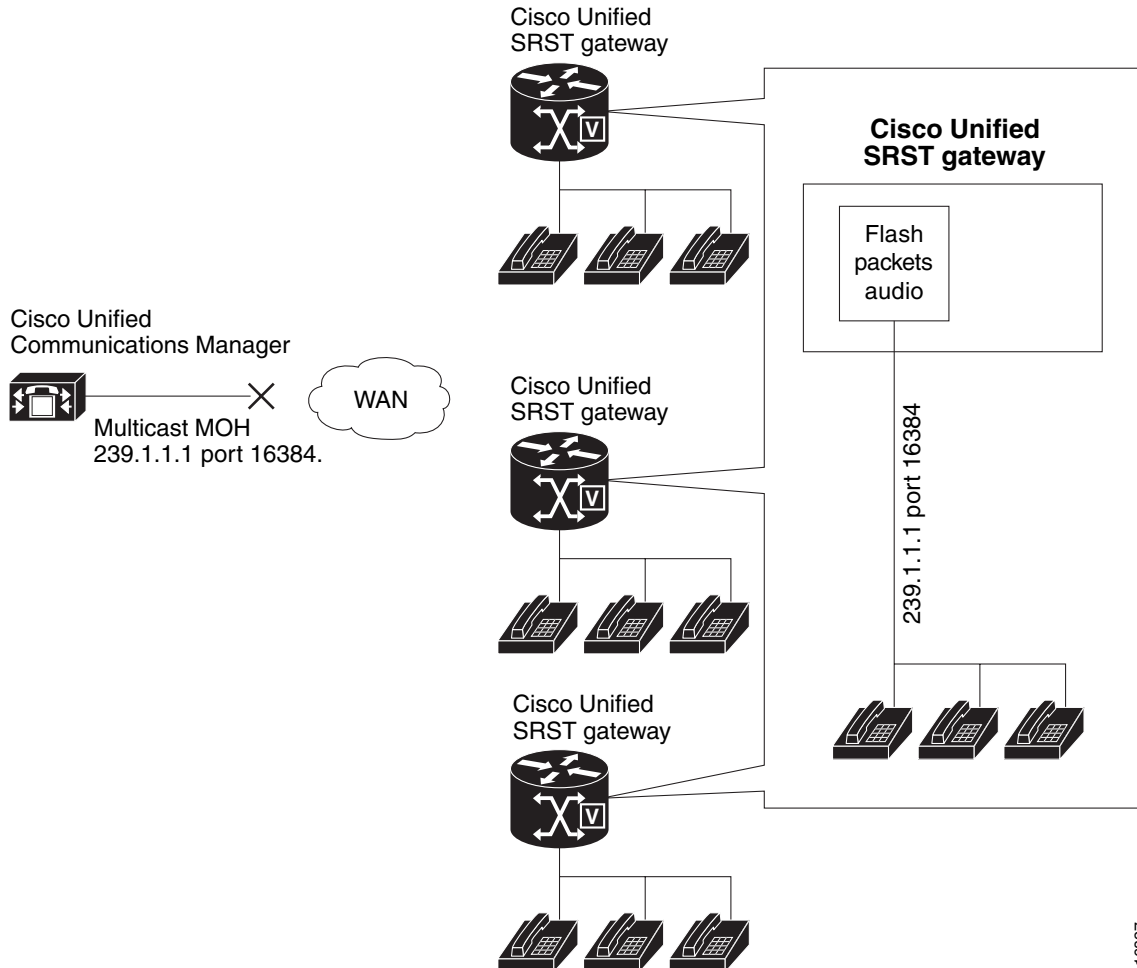 Cisco Unified
SRST gateway
V
Cisco Unified
SRST gateway
Flash
packets
audio
239.1.1.1 port 16384
Cisco Unified
Communications Manager
Multicast MOH
239.1.1.1 port 16384.
WAN
Cisco Unified
SRST gateway
V
Cisco Unified
SRST gateway
V